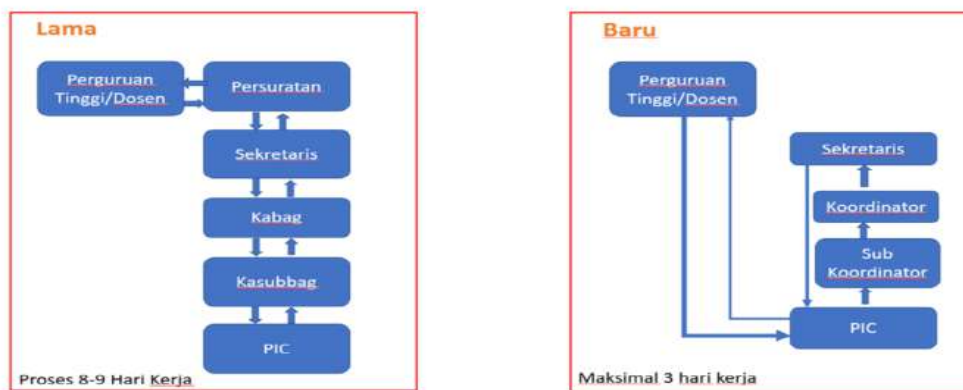 Lama
Perguruan
Tinggi/Dosen
Persuratan
Sekretaris
Kabag
Kasubbag
PIC
Proses 8-9 Hari Kerja
Baru
Perguruan
Tinggi/Dosen
Sekretaris
Koordinator
Sub
Koordinator
PIC
Maksimal 3 hari kerja